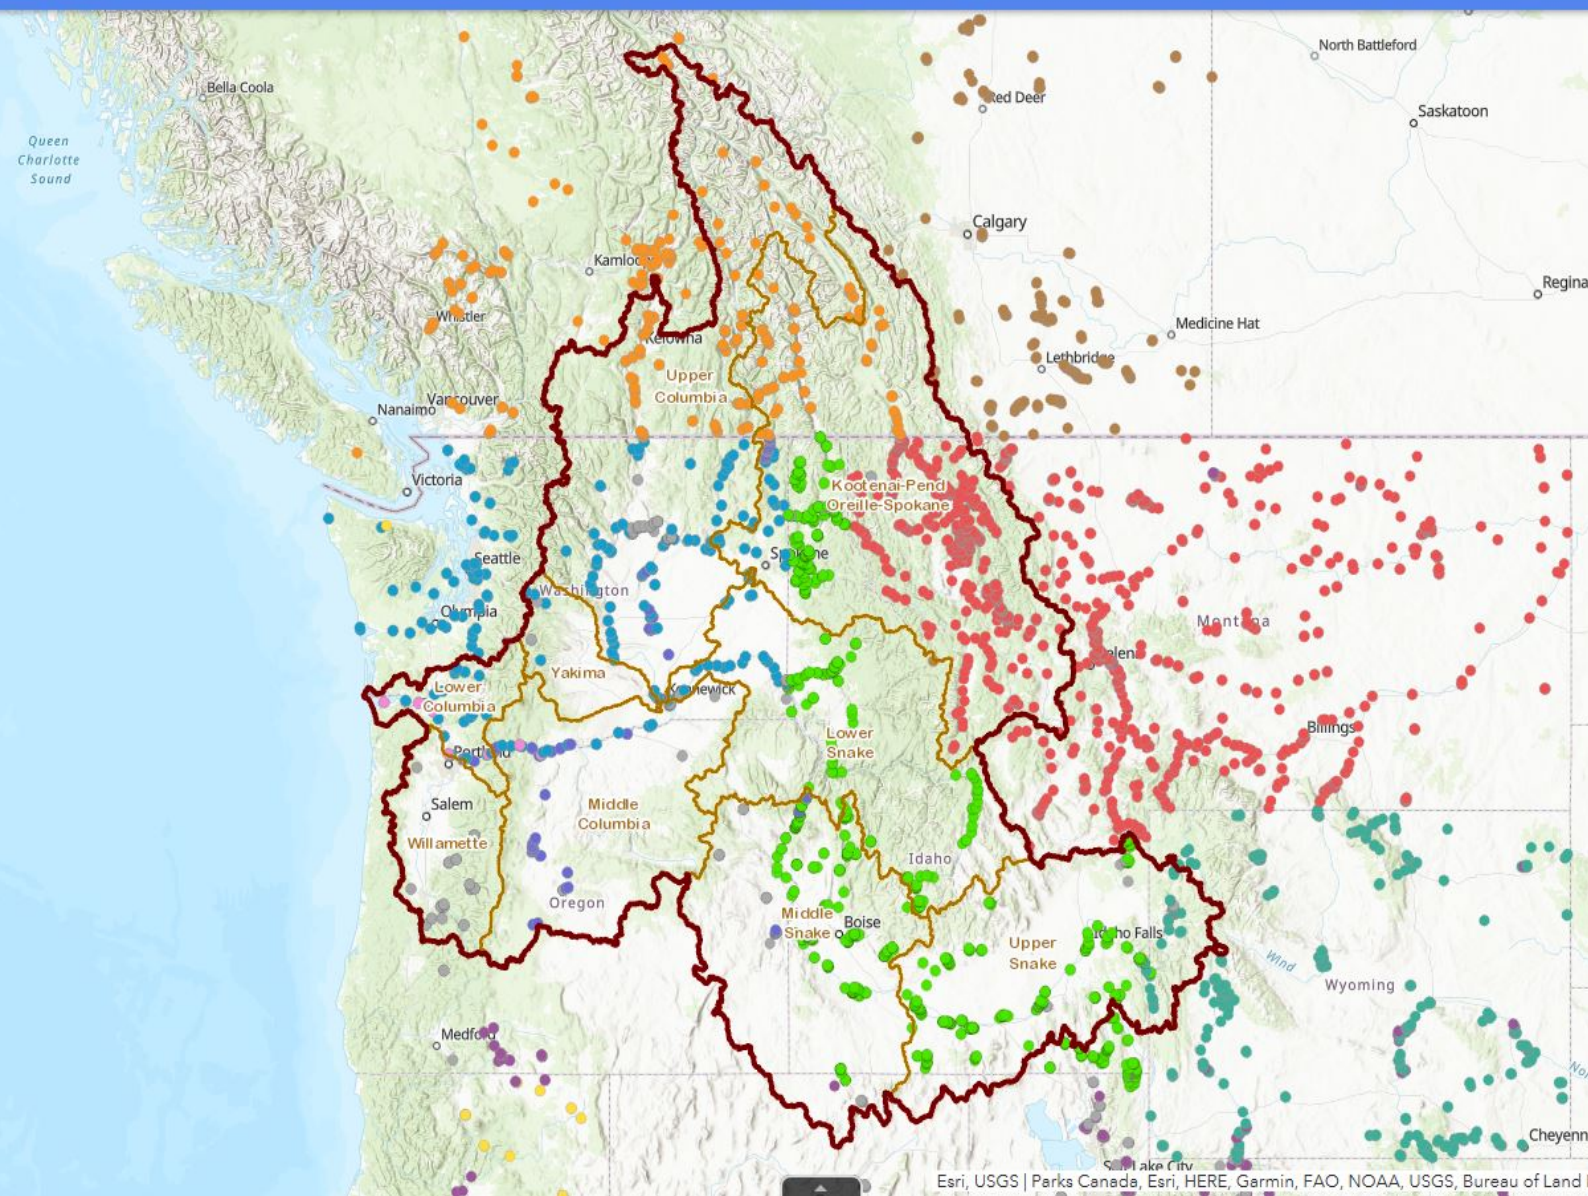 North Battleford
Bella Coola
Red Deer
Saskatoon
Queen
Charlotte
Sound
Calgary
Kamloops
Regina
Whistler
Medicine Hat
Kelowna
Lethbridge
Upper
Columbia
Vancouver
Nanaimo
Victoria
Kootenai-Pend
Oreille-Spokane
Seattle
Spokane
Washington
Olympia
Montana
Helena
Yakima
Lower
Columbia
Kennewick
Billings
Lower
Snake
Portland
Salem
Middle
Columbia
Willamette
Idaho
Oregon
Middle
Snake
Boise
Idaho Falls
Upper
Snake
Wind
Wyoming
Medford
Cheyenn
Salt Lake City
Esri, USGS | Parks Canada, Esri, HERE, Garmin, FAO, NOAA, USGS, Bureau of Land